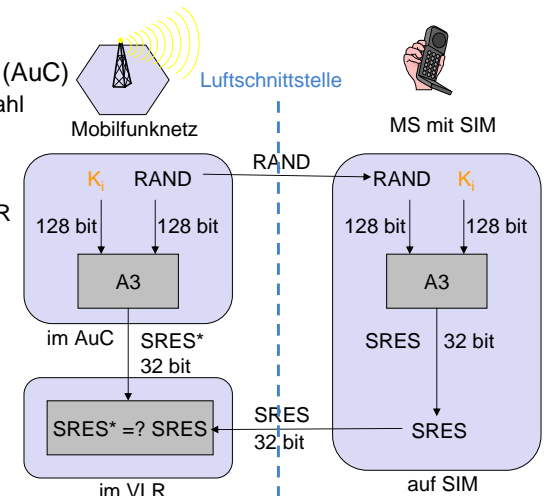 (AuC)
ahl
R
Luftschnittstelle
Mobilfunknetz
MS mit SIM
Ki RAND
RAND
RAND Ki
128 bit 128 bit
128 bit 128 bit
A3
A3
im AuC
SRES*
32 bit
SRES 32 bit
SRES* =? SRES
SRES
32 bit
SRES
im VLR
auf SIM